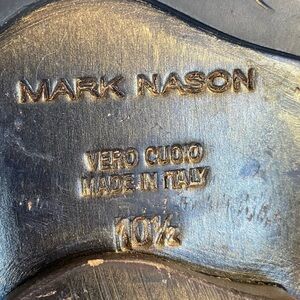 MARK NASON
VERO CUOIO
MADE IN ITALY
10½